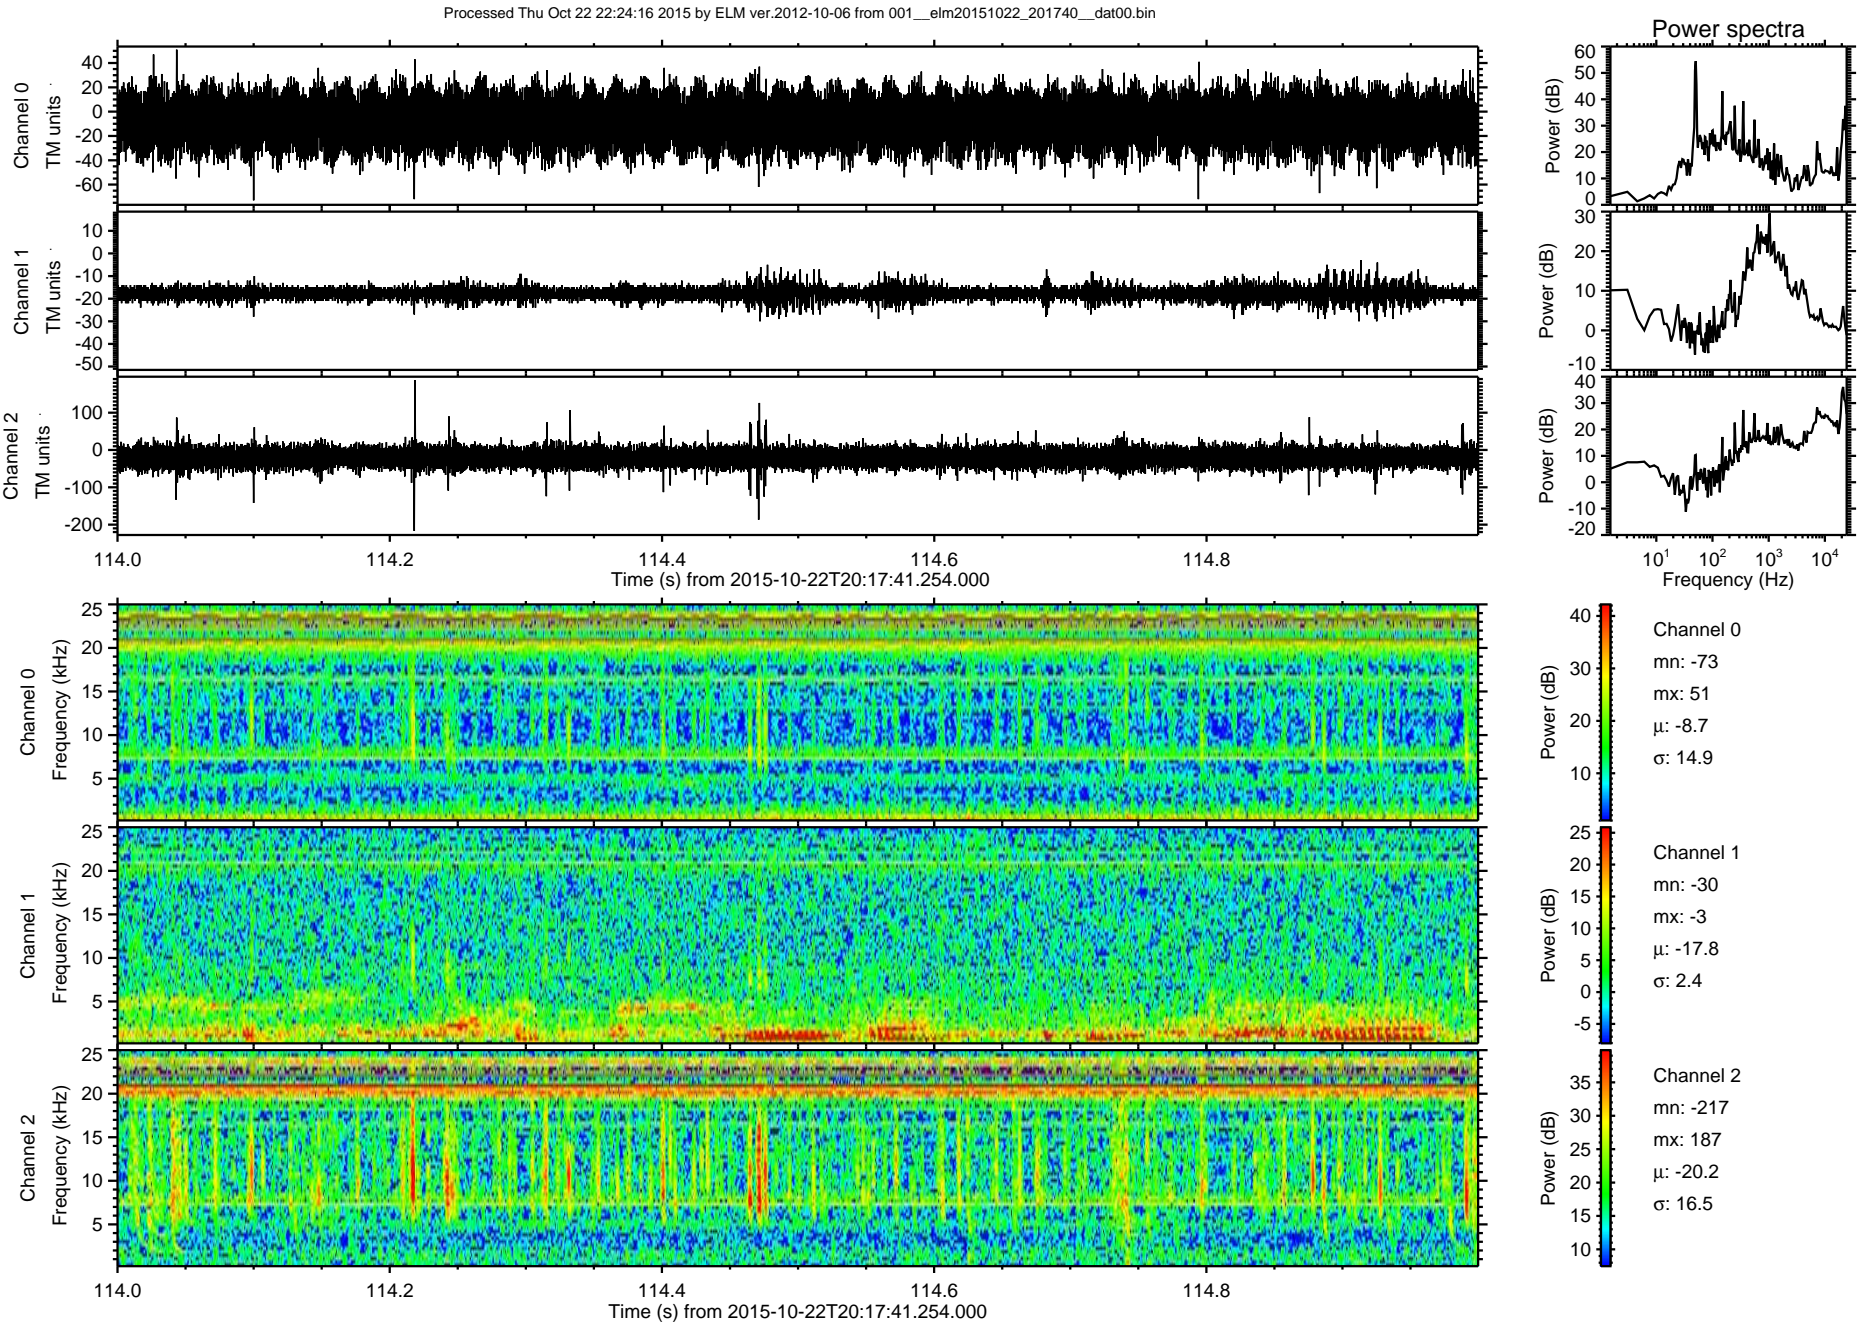 Processed Thu Oct 22 22:24:16 2015 by ELM ver.2012-10-06 from 001__elm20151022_201740__dat00.bin
Power spectra
Channel 0
TM units
40
20
0
-20
-40
-60
Power (dB)
60
50
40
30
20
10
0
Channel 1
TM units
10
0
-10
-20
-30
-40
-50
Power (dB)
30
20
10
0
-10
Channel 2
TM units
100
0
-100
-200
Power (dB)
40
30
20
10
0
-10
-20
114.0 114.2 114.4 114.6 114.8
Time (s) from 2015-10-22T20:17:41.254.000
10^1 10^2 10^3 10^4
Frequency (Hz)
Channel 0
Frequency (kHz)
25
20
15
10
5
Power (dB)
40
30
20
10
Channel 0
mn: -73
mx: 51
μ: -8.7
σ: 14.9
Channel 1
Frequency (kHz)
25
20
15
10
5
Power (dB)
25
20
15
10
5
0
-5
Channel 1
mn: -30
mx: -3
μ: -17.8
σ: 2.4
Channel 2
Frequency (kHz)
25
20
15
10
5
Power (dB)
35
30
25
20
15
10
Channel 2
mn: -217
mx: 187
μ: -20.2
σ: 16.5
114.0 114.2 114.4 114.6 114.8
Time (s) from 2015-10-22T20:17:41.254.000